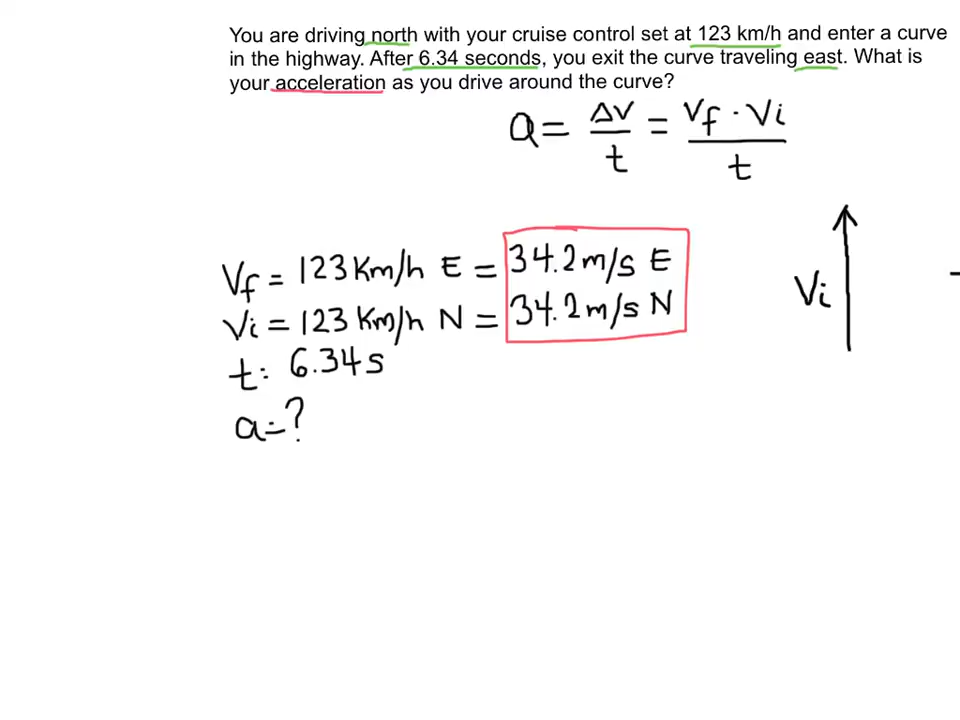 You are driving north with your cruise control set at 123 km/h and enter a curve
in the highway. After 6.34 seconds, you exit the curve traveling east. What is
your acceleration as you drive around the curve?
a = Δv/t = Vf · Vi/t
Vf = 123 Km/h E = 34.2 m/s E
Vi = 123 Km/h N = 34.2 m/s N
t: 6.34 s
a = ?
Vi